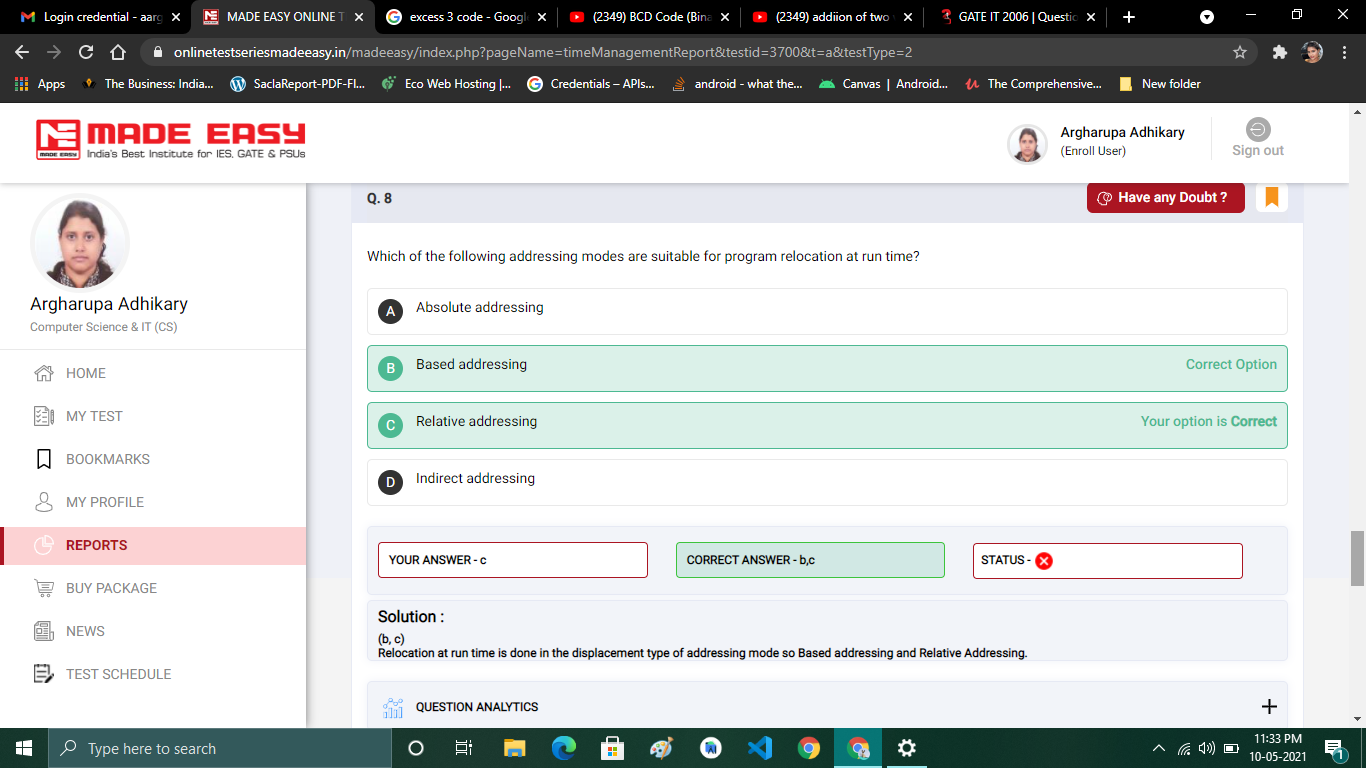 Login credential - aarg
MADE EASY ONLINE T
excess 3 code - Googl
(2349) BCD Code (Bina
(2349) addiion of two
GATE IT 2006 | Questic
onlinetestseriesmadeeasy.in/madeeasy/index.php?pageName=timeManagementReport&testid=3700&t=a&testType=2
Apps
The Business: India...
SaclaReport-PDF-Fl...
Eco Web Hosting |...
Credentials – APIs...
android - what the...
Canvas | Android...
The Comprehensive...
New folder
MADE EASY
MADE EASY
India's Best Institute for IES, GATE & PSUs
Argharupa Adhikary
(Enroll User)
Sign out
Argharupa Adhikary
Computer Science & IT (CS)
HOME
MY TEST
BOOKMARKS
MY PROFILE
REPORTS
BUY PACKAGE
NEWS
TEST SCHEDULE
Q. 8
Have any Doubt ?
Which of the following addressing modes are suitable for program relocation at run time?
A Absolute addressing
B Based addressing Correct Option
C Relative addressing Your option is Correct
D Indirect addressing
YOUR ANSWER - c
CORRECT ANSWER - b,c
STATUS -
Solution :
(b, c)
Relocation at run time is done in the displacement type of addressing mode so Based addressing and Relative Addressing.
QUESTION ANALYTICS +
Type here to search
11:33 PM
10-05-2021
1